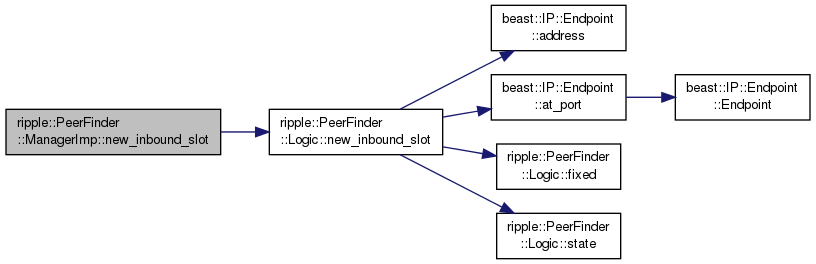 beast::IP::Endpoint
::address
beast::IP::Endpoint
::at_port
beast::IP::Endpoint
::Endpoint
ripple::PeerFinder
::ManagerImp::new_inbound_slot
ripple::PeerFinder
::Logic::new_inbound_slot
ripple::PeerFinder
::Logic::fixed
ripple::PeerFinder
::Logic::state